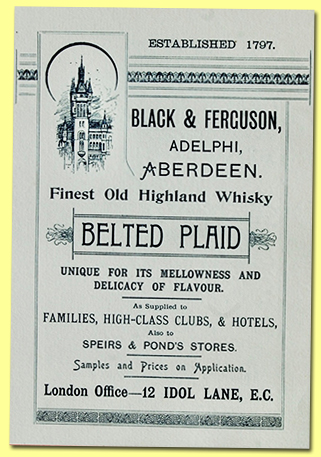 ESTABLISHED 1797.
BLACK & FERGUSON,
ADELPHI,
ABERDEEN.
Finest Old Highland Whisky
BELTED PLAID
UNIQUE FOR ITS MELLOWNESS AND
DELICACY OF FLAVOUR.
As Supplied to
FAMILIES, HIGH-CLASS CLUBS, & HOTELS,
Also to
SPEIRS & POND'S STORES.
Samples and Prices on Application.
London Office—12 IDOL LANE, E.C.